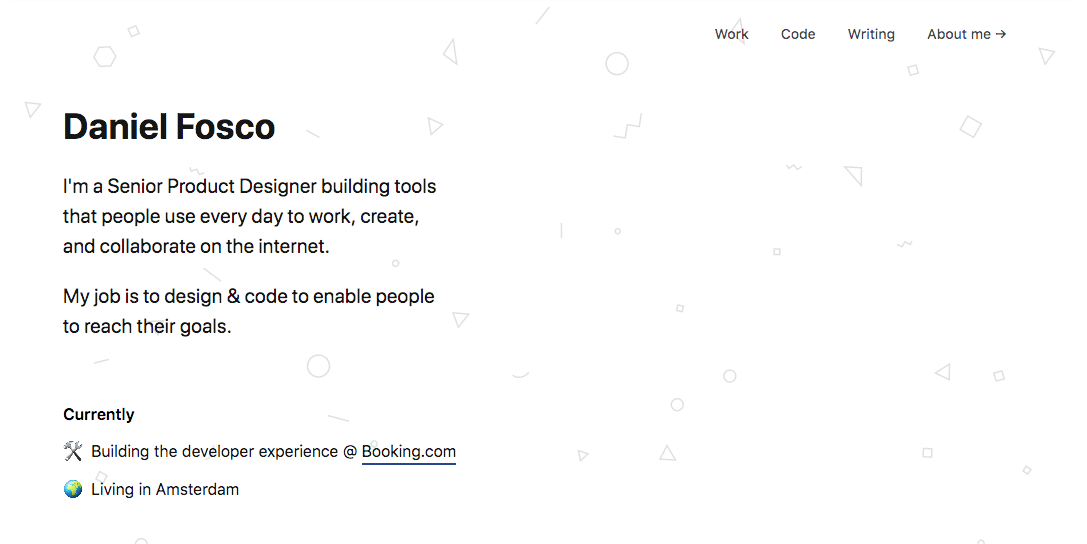 Work Code Writing About me →
Daniel Fosco
I'm a Senior Product Designer building tools
that people use every day to work, create,
and collaborate on the internet.
My job is to design & code to enable people
to reach their goals.
Currently
🛠 Building the developer experience @ Booking.com
🌍 Living in Amsterdam